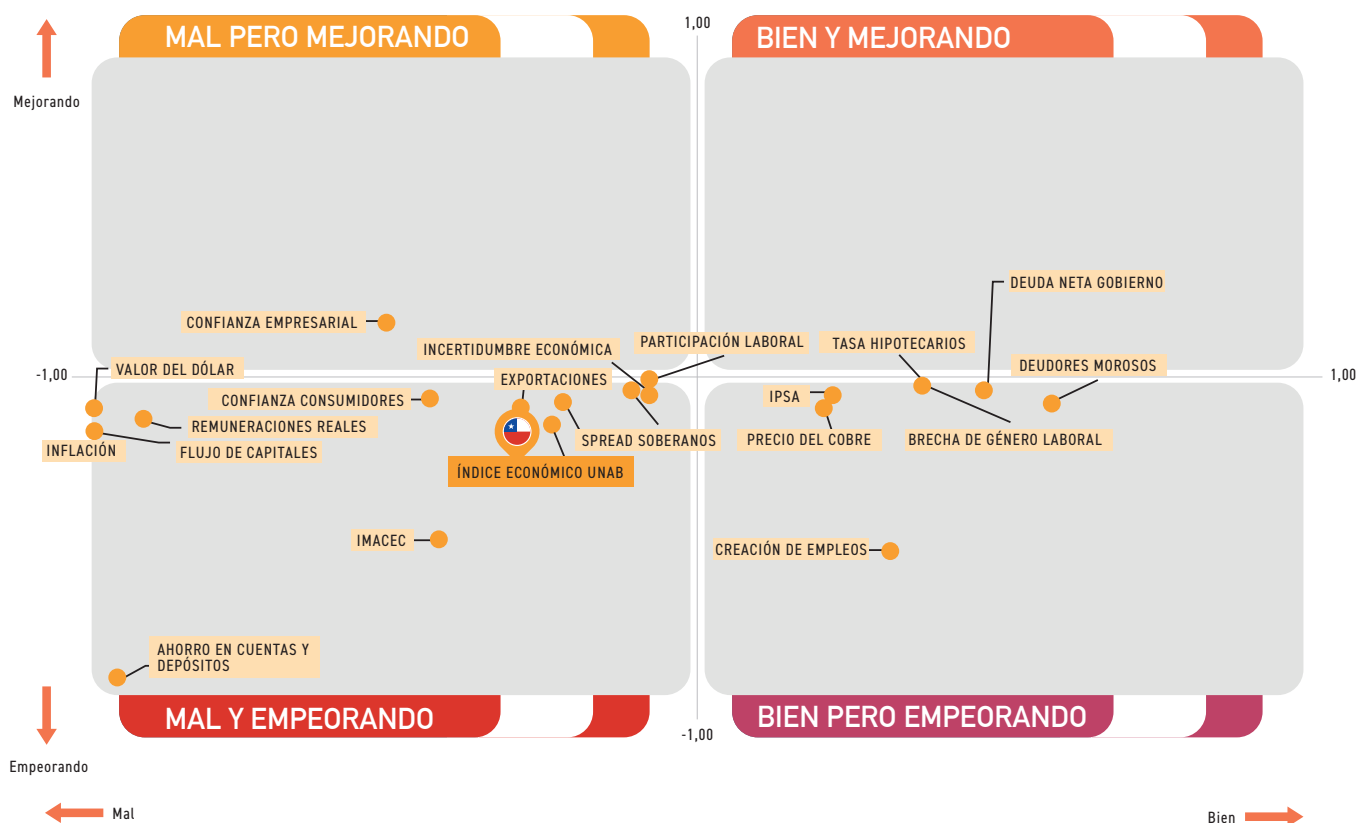 MAL PERO MEJORANDO
1,00
BIEN Y MEJORANDO
Mejorando
DEUDA NETA GOBIERNO
CONFIANZA EMPRESARIAL
INCERTIDUMBRE ECONÓMICA
PARTICIPACIÓN LABORAL
TASA HIPOTECARIOS
-1,00
VALOR DEL DÓLAR
EXPORTACIONES
DEUDORES MOROSOS
1,00
CONFIANZA CONSUMIDORES
IPSA
REMUNERACIONES REALES
INFLACIÓN
FLUJO DE CAPITALES
SPREAD SOBERANOS
PRECIO DEL COBRE
BRECHA DE GÉNERO LABORAL
ÍNDICE ECONÓMICO UNAB
IMACEC
CREACIÓN DE EMPLEOS
AHORRO EN CUENTAS Y
DEPÓSITOS
MAL Y EMPEORANDO
BIEN PERO EMPEORANDO
-1,00
Empeorando
Mal
Bien